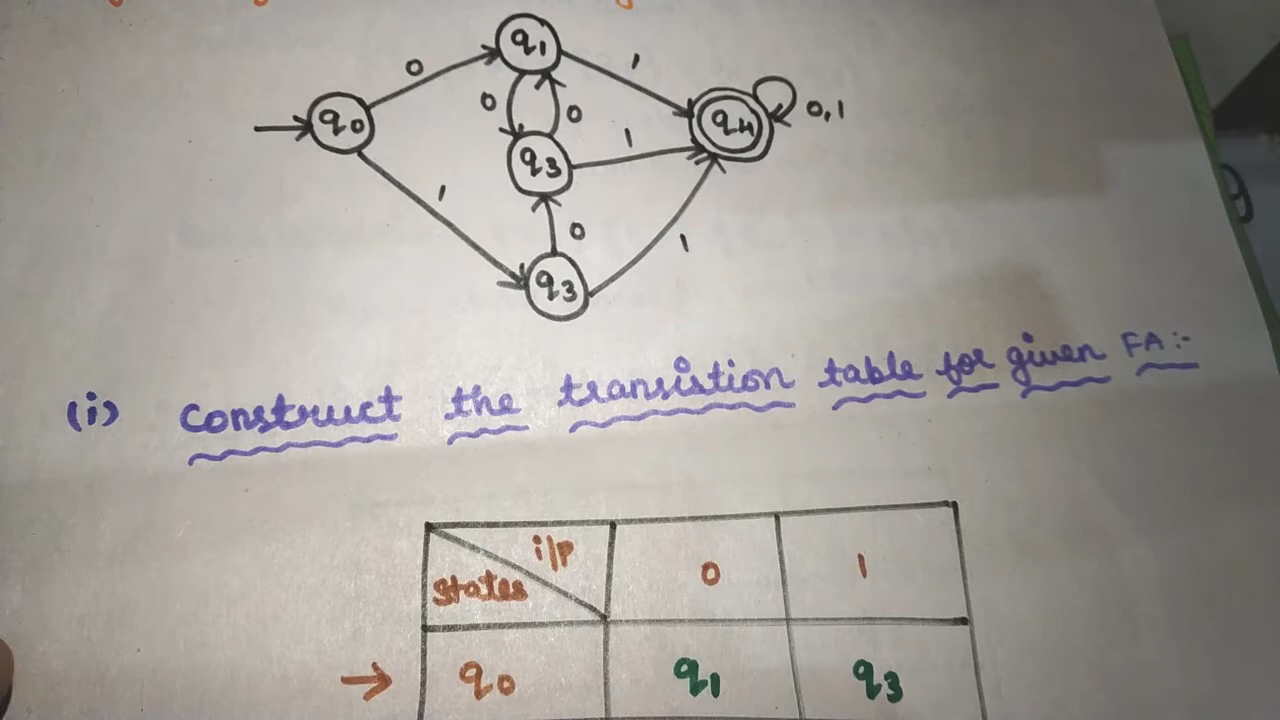 0
q1
1
q0
0
0
q4
0,1
q3
1
1
0
q3
1
(i) Construct the transistion table for given FA:-
i/p
States
0
1
→ q0
q1
q3